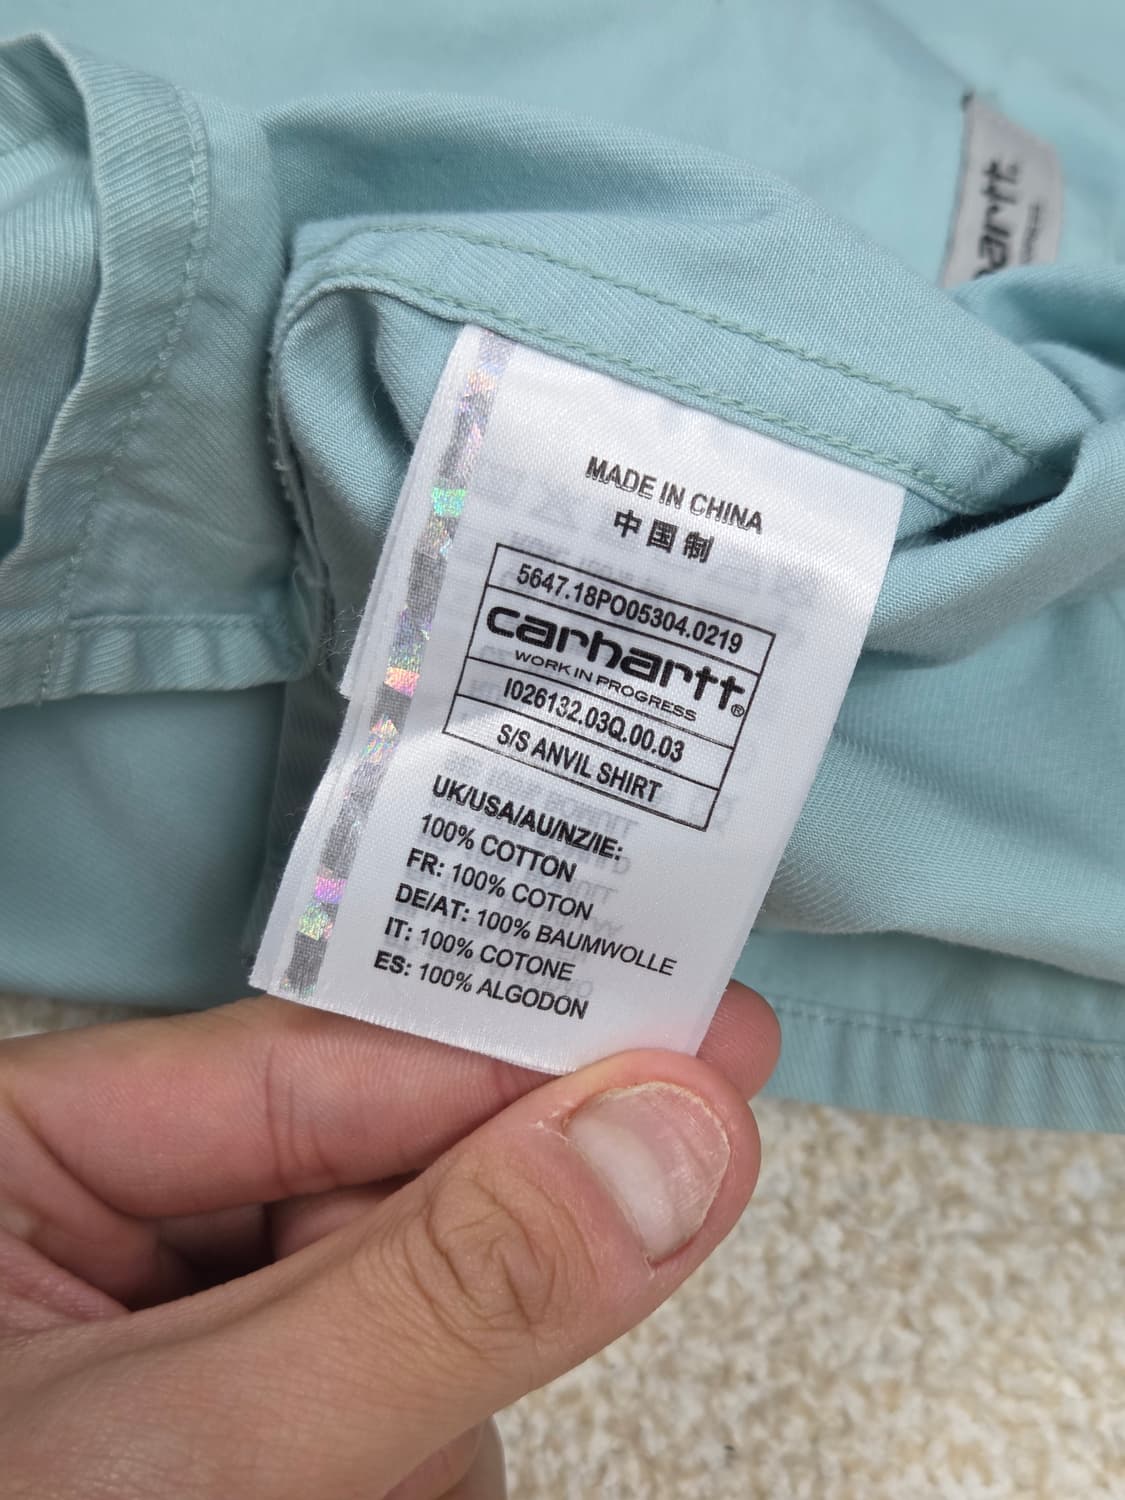 artt.
MADE IN CHINA
中国制
5647.18PO05304.0219
carhartt®
WORK IN PROGRESS
I026132.03Q.00.03
S/S ANVIL SHIRT
UK/USA/AU/NZ/IE:
100% COTTON
FR: 100% COTON
DE/AT: 100% BAUMWOLLE
IT: 100% COTONE
ES: 100% ALGODON